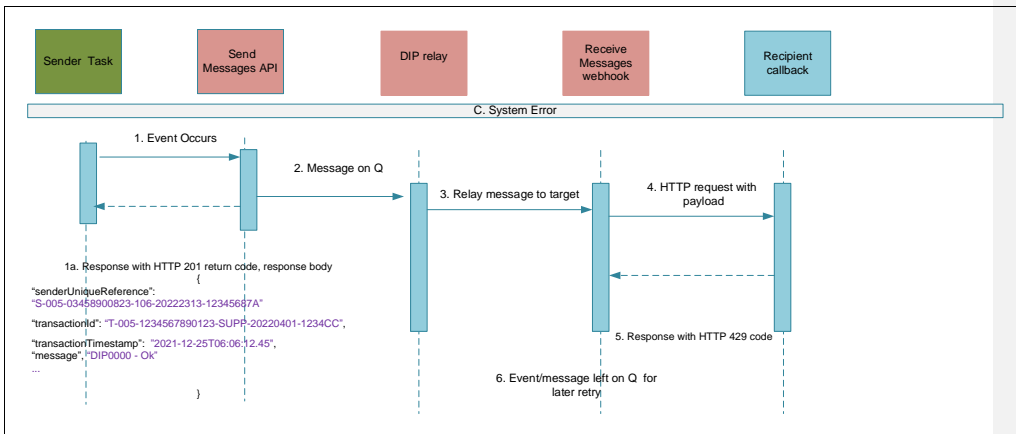 Sender Task
Send
Messages API
DIP relay
Receive
Messages
webhook
Recipient
callback
C. System Error
1. Event Occurs
2. Message on Q
3. Relay message to target
4. HTTP request with
payload
1a. Response with HTTP 201 return code, response body
{
“senderUniqueReference”:
“S-005-03458900823-106-20222313-12345687A”
“transactionId”: “T-005-1234567890123-SUPP-20220401-1234CC”,
“transactionTimestamp”: “2021-12-25T06:06:12.45”,
“message”, “DIP0000 - Ok”
...
}
5. Response with HTTP 429 code
6. Event/message left on Q for
later retry